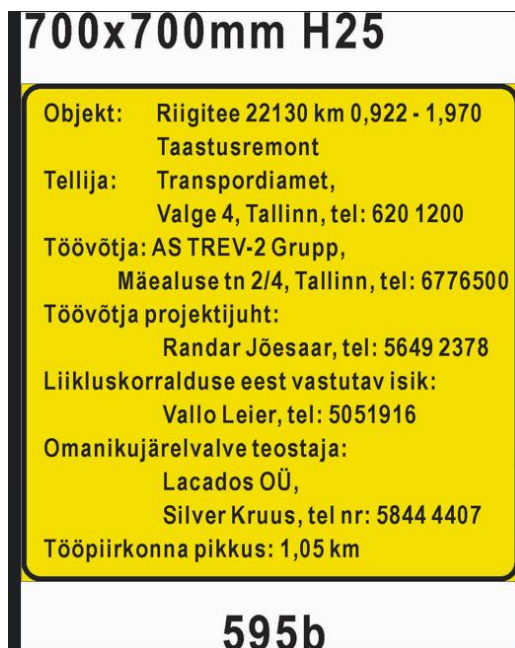 700x700mm H25
Objekt: Riigitee 22130 km 0,922 - 1,970
Taastusremont
Tellija: Transpordiamet,
Valge 4, Tallinn, tel: 620 1200
Töövõtja: AS TREV-2 Grupp,
Mäealuse tn 2/4, Tallinn, tel: 6776500
Töövõtja projektijuht:
Randar Jõesaar, tel: 5649 2378
Liikluskorralduse eest vastutav isik:
Vallo Leier, tel: 5051916
Omanikujärelvalve teostaja:
Lacados OÜ,
Silver Kruus, tel nr: 5844 4407
Tööpiirkonna pikkus: 1,05 km
595b